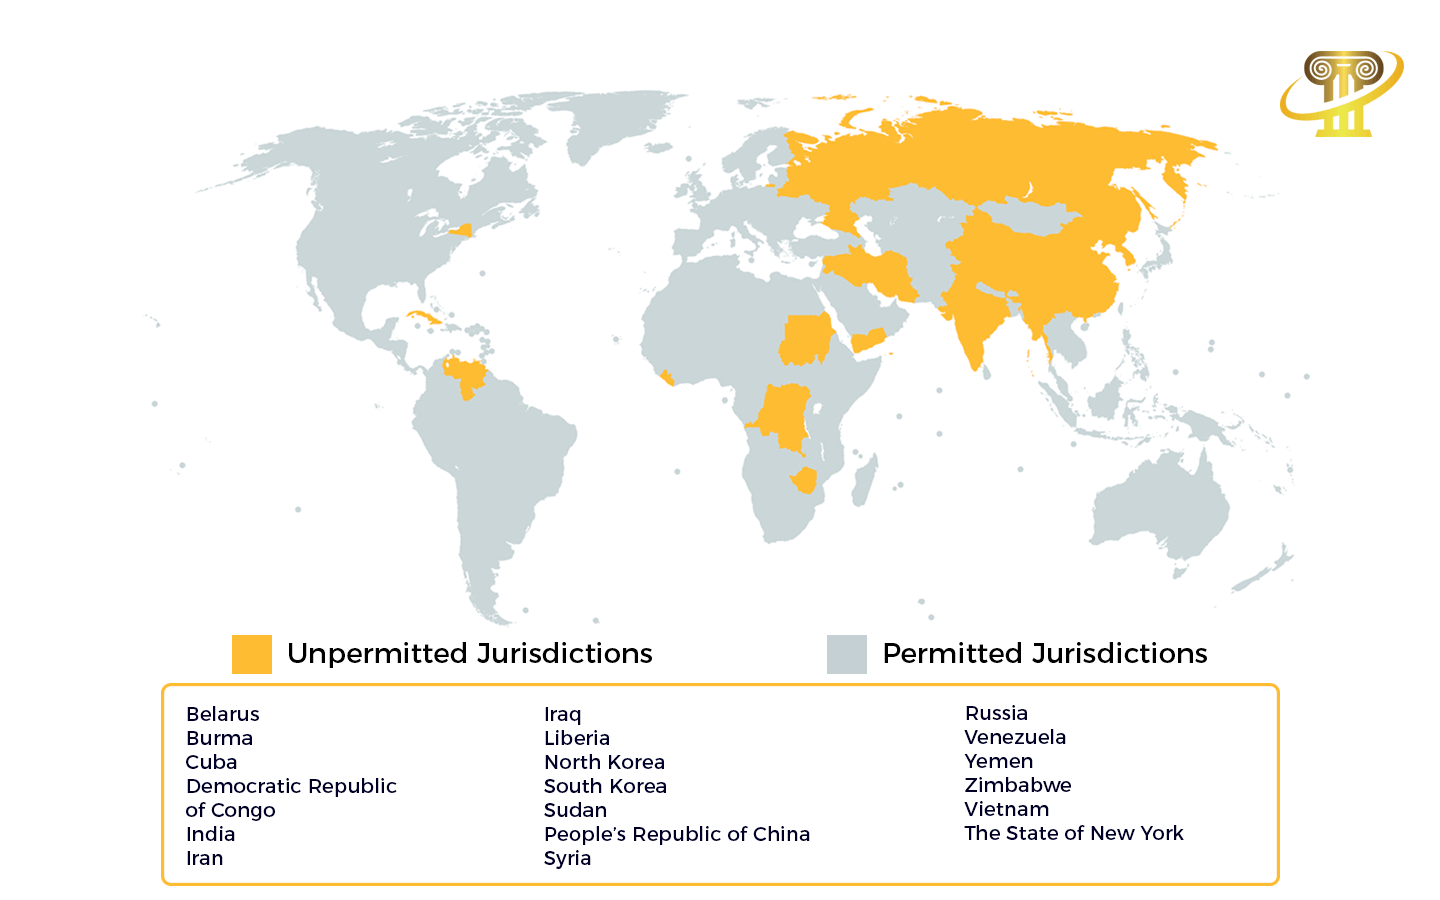 Unpermitted Jurisdictions
Permitted Jurisdictions
Belarus
Burma
Cuba
Democratic Republic
of Congo
India
Iran
Iraq
Liberia
North Korea
South Korea
Sudan
People's Republic of China
Syria
Russia
Venezuela
Yemen
Zimbabwe
Vietnam
The State of New York